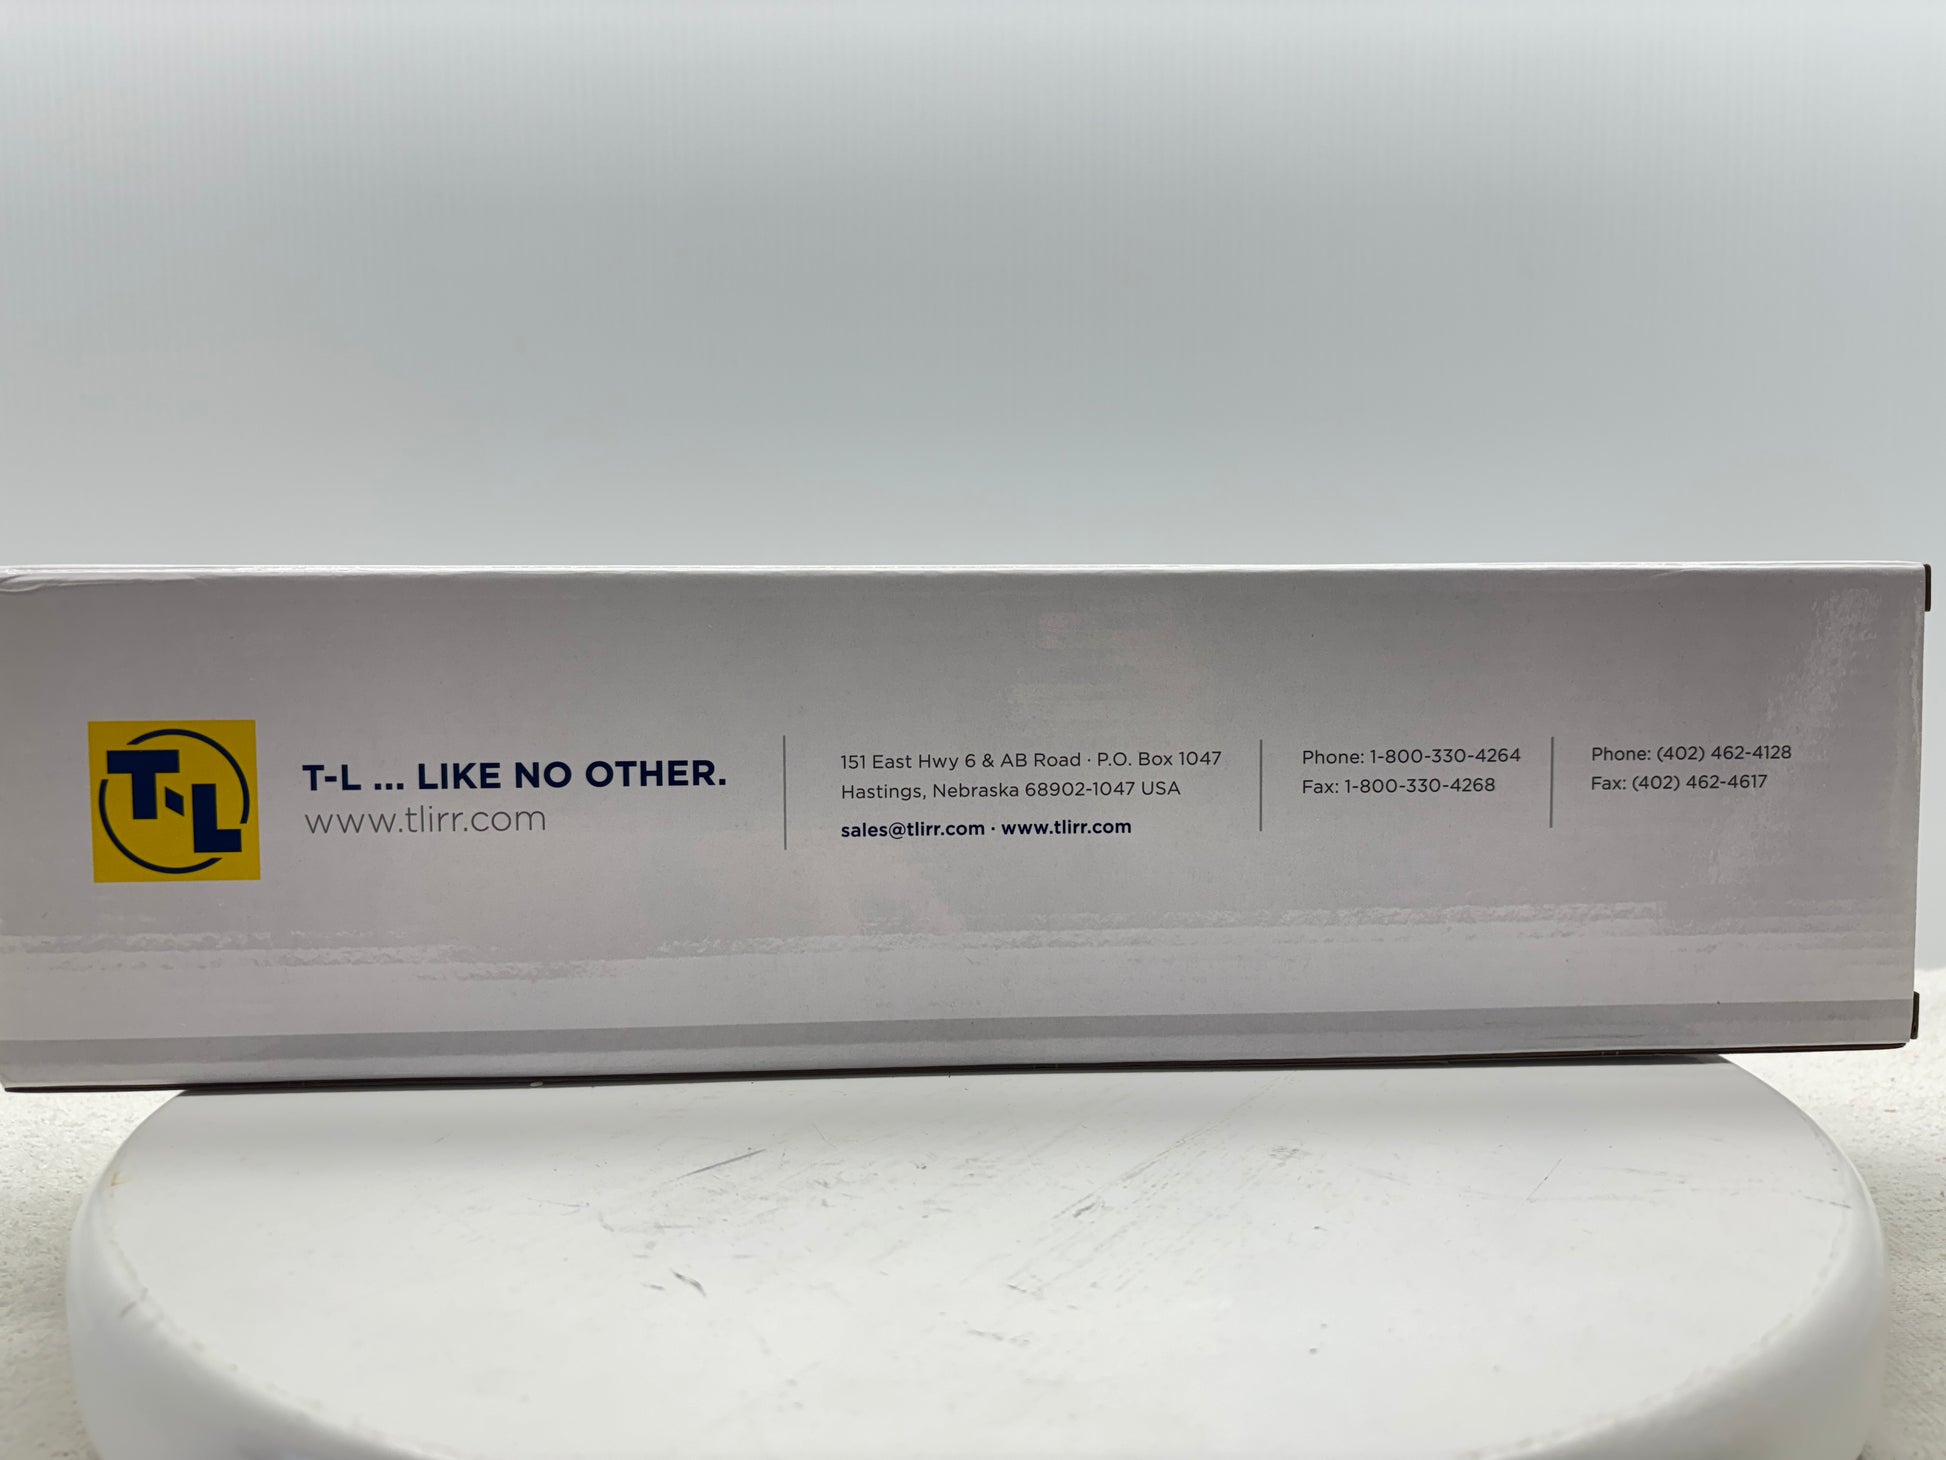 T-L
T-L ... LIKE NO OTHER.
www.tlirr.com
151 East Hwy 6 & AB Road · P.O. Box 1047
Hastings, Nebraska 68902-1047 USA
sales@tlirr.com · www.tlirr.com
Phone: 1-800-330-4264
Fax: 1-800-330-4268
Phone: (402) 462-4128
Fax: (402) 462-4617